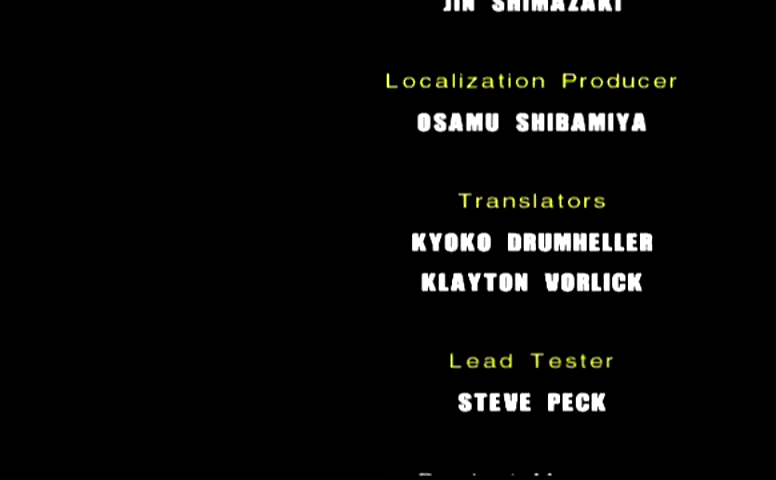 JIN SHIMAZAKI
Localization Producer
OSAMU SHIBAMIYA
Translators
KYOKO DRUMHELLER
KLAYTON VORLICK
Lead Tester
STEVE PECK